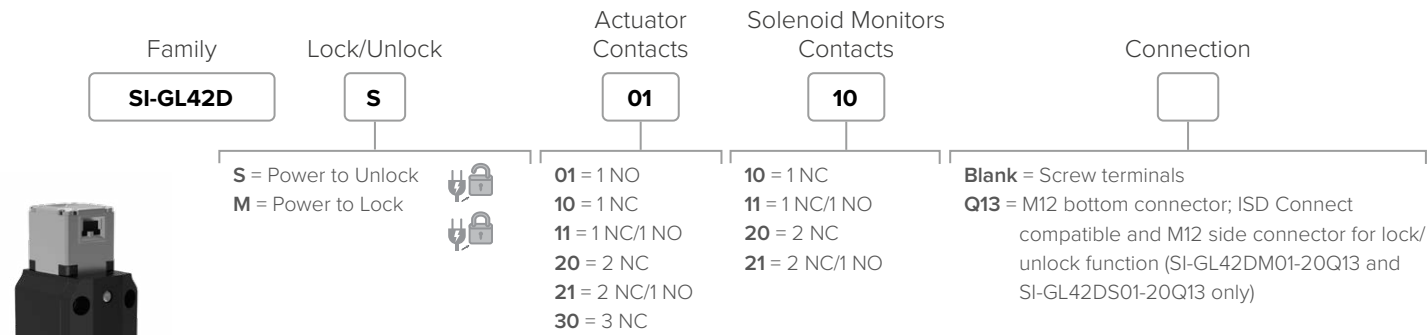 Family
Lock/Unlock
Actuator
Contacts
Solenoid Monitors
Contacts
Connection
SI-GL42D
S
01
10
S = Power to Unlock
M = Power to Lock
01 = 1 NO
10 = 1 NC
11 = 1 NC/1 NO
20 = 2 NC
21 = 2 NC/1 NO
30 = 3 NC
10 = 1 NC
11 = 1 NC/1 NO
20 = 2 NC
21 = 2 NC/1 NO
Blank = Screw terminals
Q13 = M12 bottom connector; ISD Connect
compatible and M12 side connector for lock/
unlock function (SI-GL42DM01-20Q13 and
SI-GL42DS01-20Q13 only)